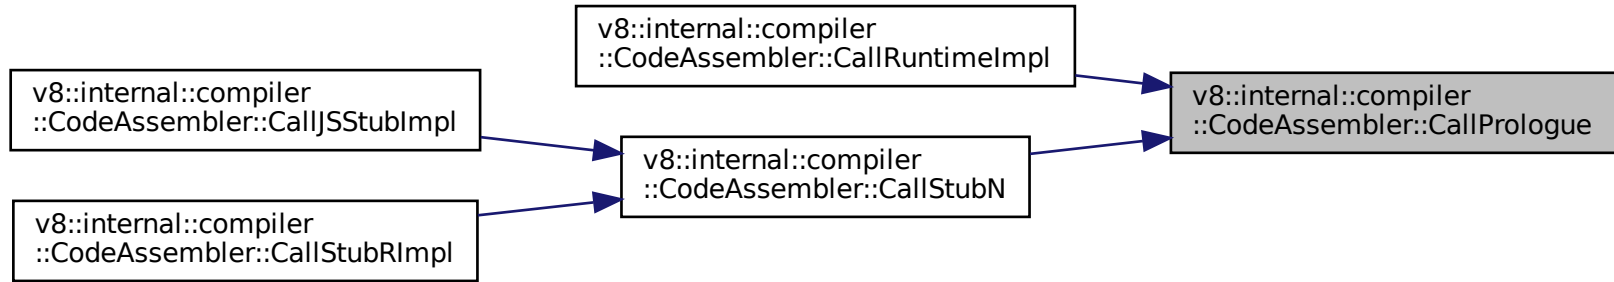 v8::internal::compiler
::CodeAssembler::CallRuntimeImpl
v8::internal::compiler
::CodeAssembler::CallJSStubImpl
v8::internal::compiler
::CodeAssembler::CallPrologue
v8::internal::compiler
::CodeAssembler::CallStubN
v8::internal::compiler
::CodeAssembler::CallStubRImpl